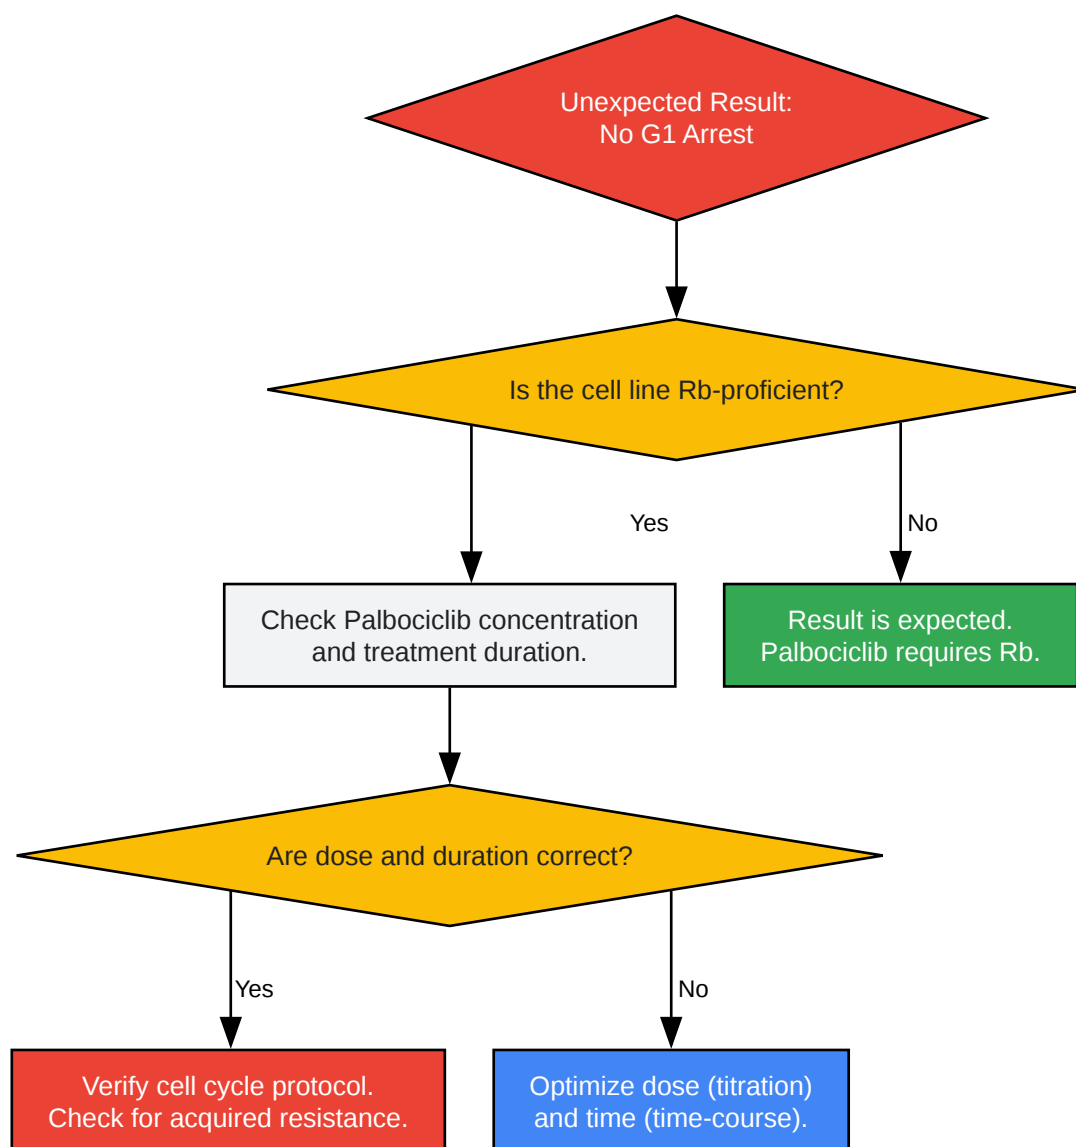 Unexpected Result:
No G1 Arrest
Is the cell line Rb-proficient?
Yes
No
Check Palbociclib concentration
and treatment duration.
Result is expected.
Palbociclib requires Rb.
Are dose and duration correct?
Yes
No
Verify cell cycle protocol.
Check for acquired resistance.
Optimize dose (titration)
and time (time-course).